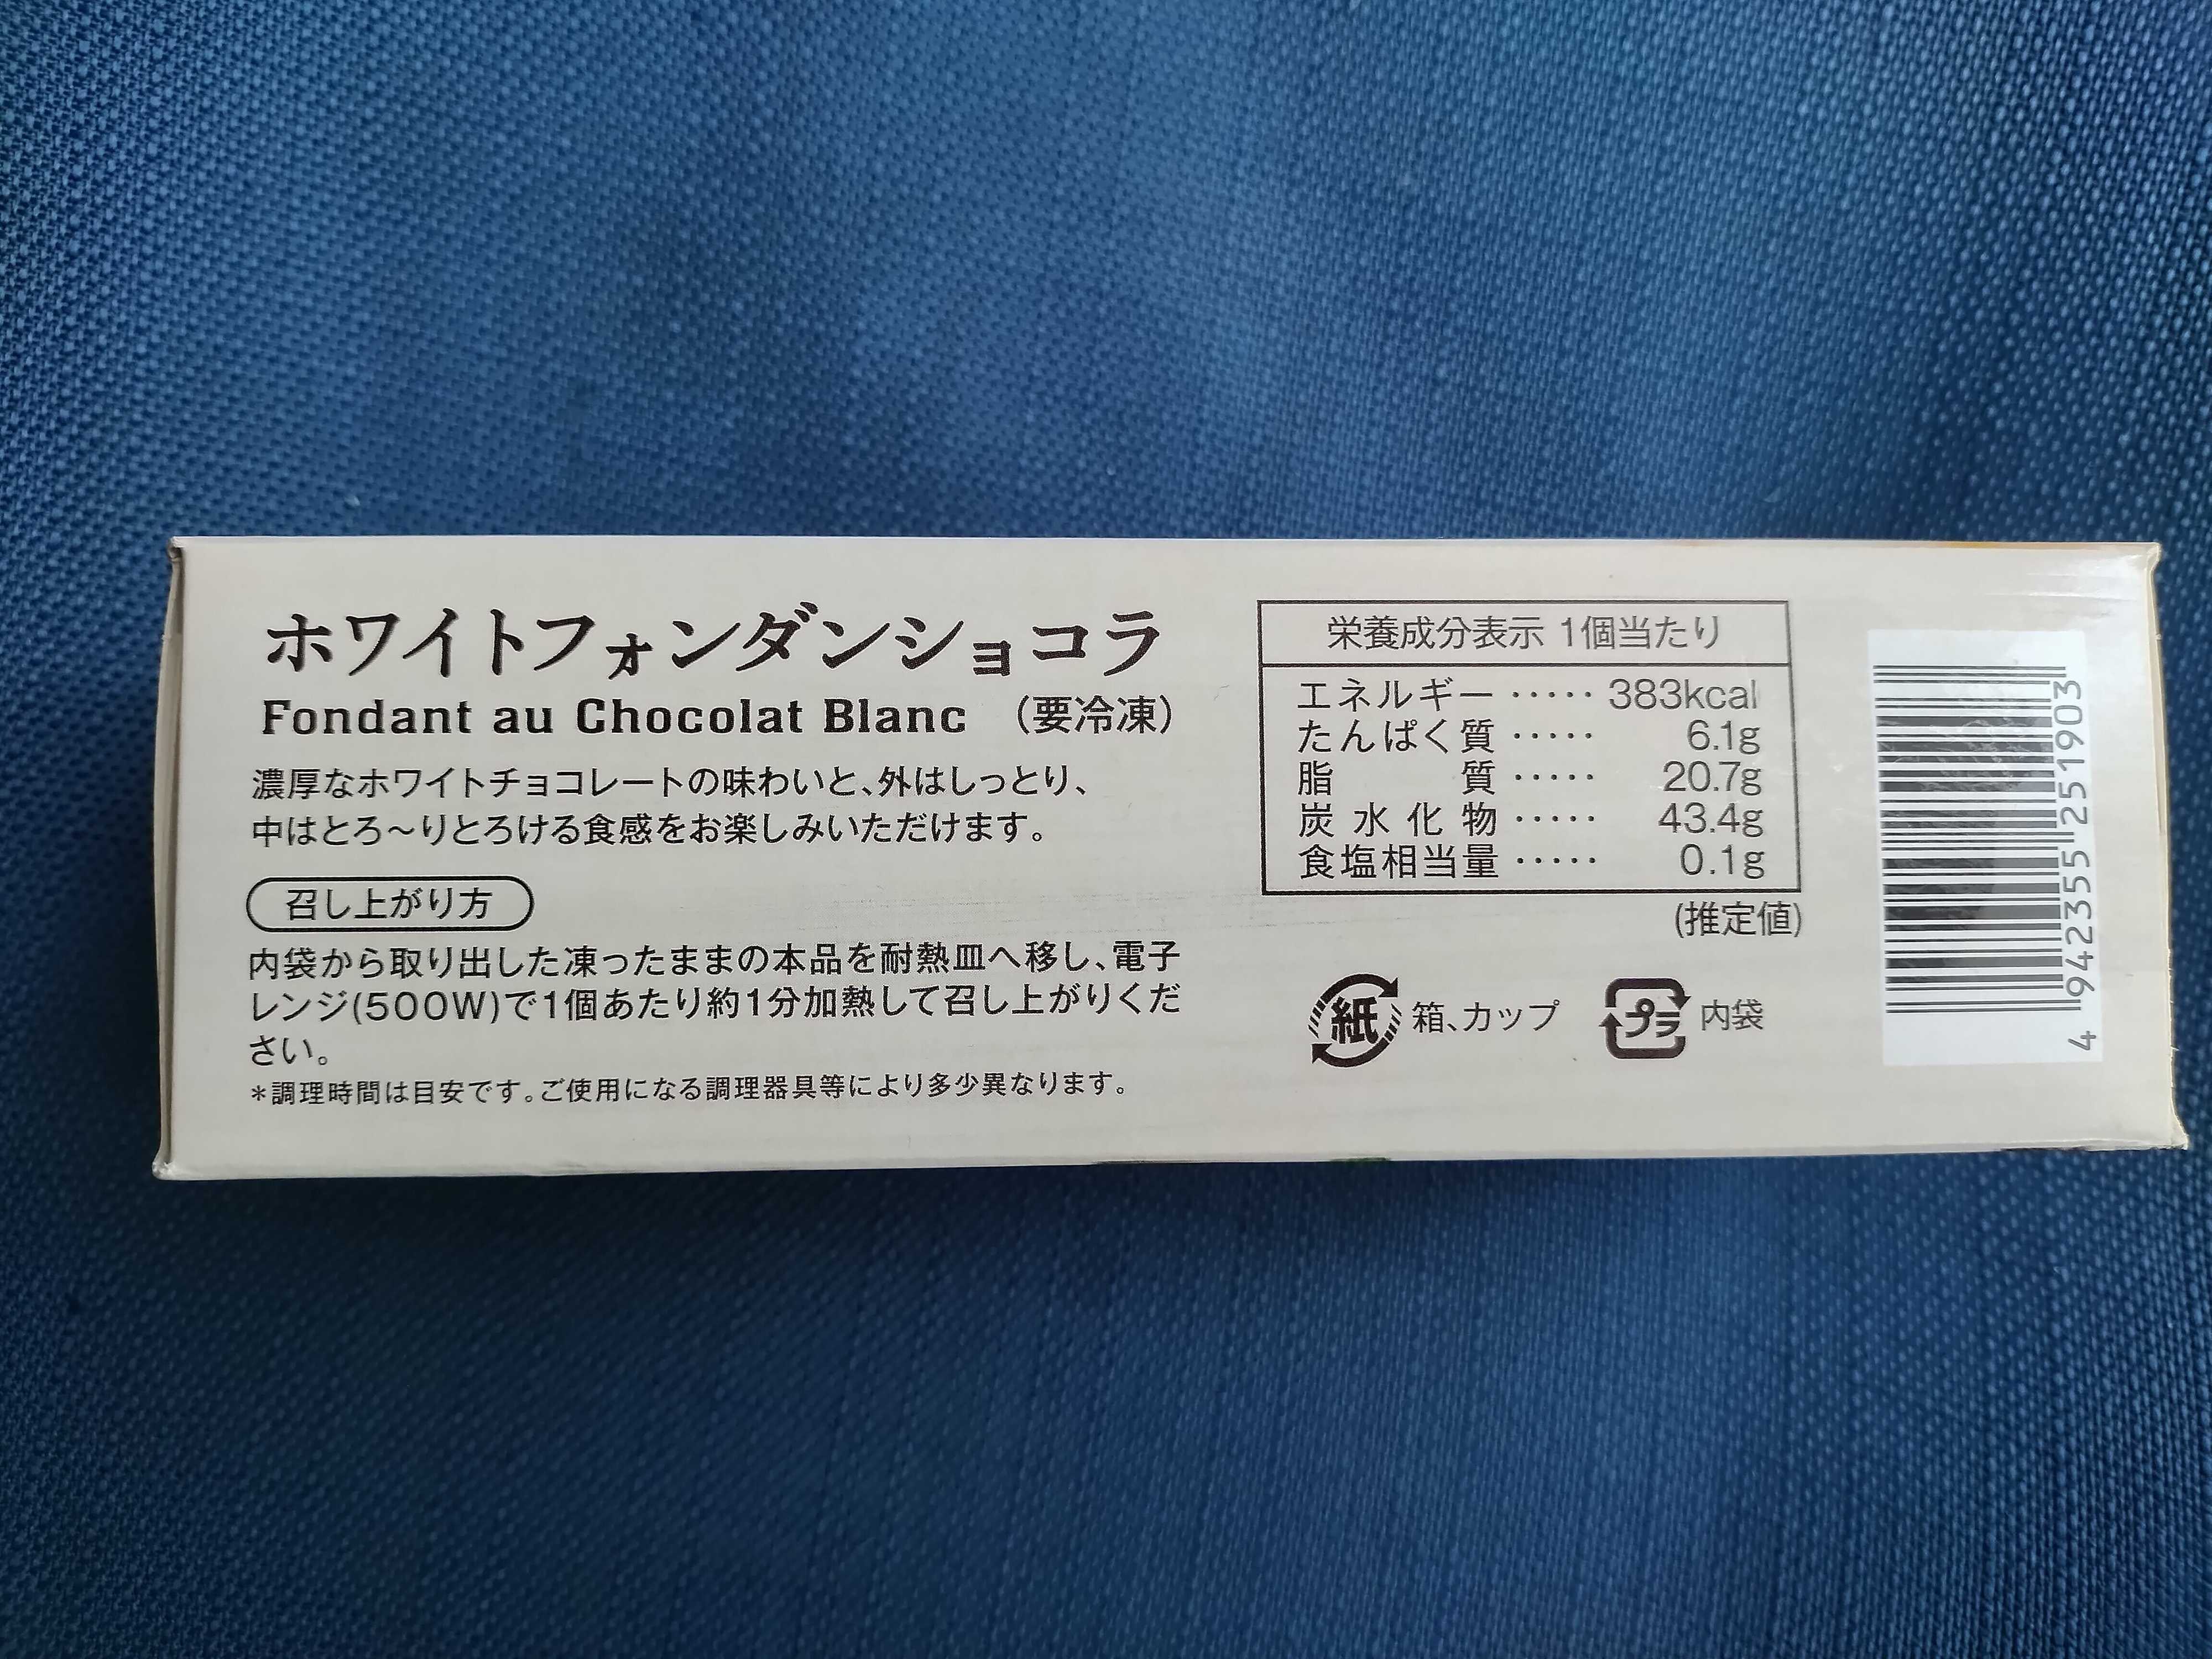 ホワイトフォンダンショコラ
Fondant au Chocolat Blanc （要冷凍）
濃厚なホワイトチョコレートの味わいと、外はしっとり、
中はとろ～りとろける食感をお楽しみいただけます。
召し上がり方
内袋から取り出した凍ったままの本品を耐熱皿へ移し、電子
レンジ(500W)で1個あたり約1分加熱して召し上がりくだ
さい。
＊調理時間は目安です。ご使用になる調理器具等により多少異なります。
栄養成分表示 1個当たり
エネルギー ‥‥‥ 383kcal
たんぱく質 ‥‥‥ 6.1g
脂　　　質 ‥‥‥ 20.7g
炭水化物 ‥‥‥ 43.4g
食塩相当量 ‥‥‥ 0.1g
(推定値)
紙 箱、カップ プラ 内袋
4 942355 251903